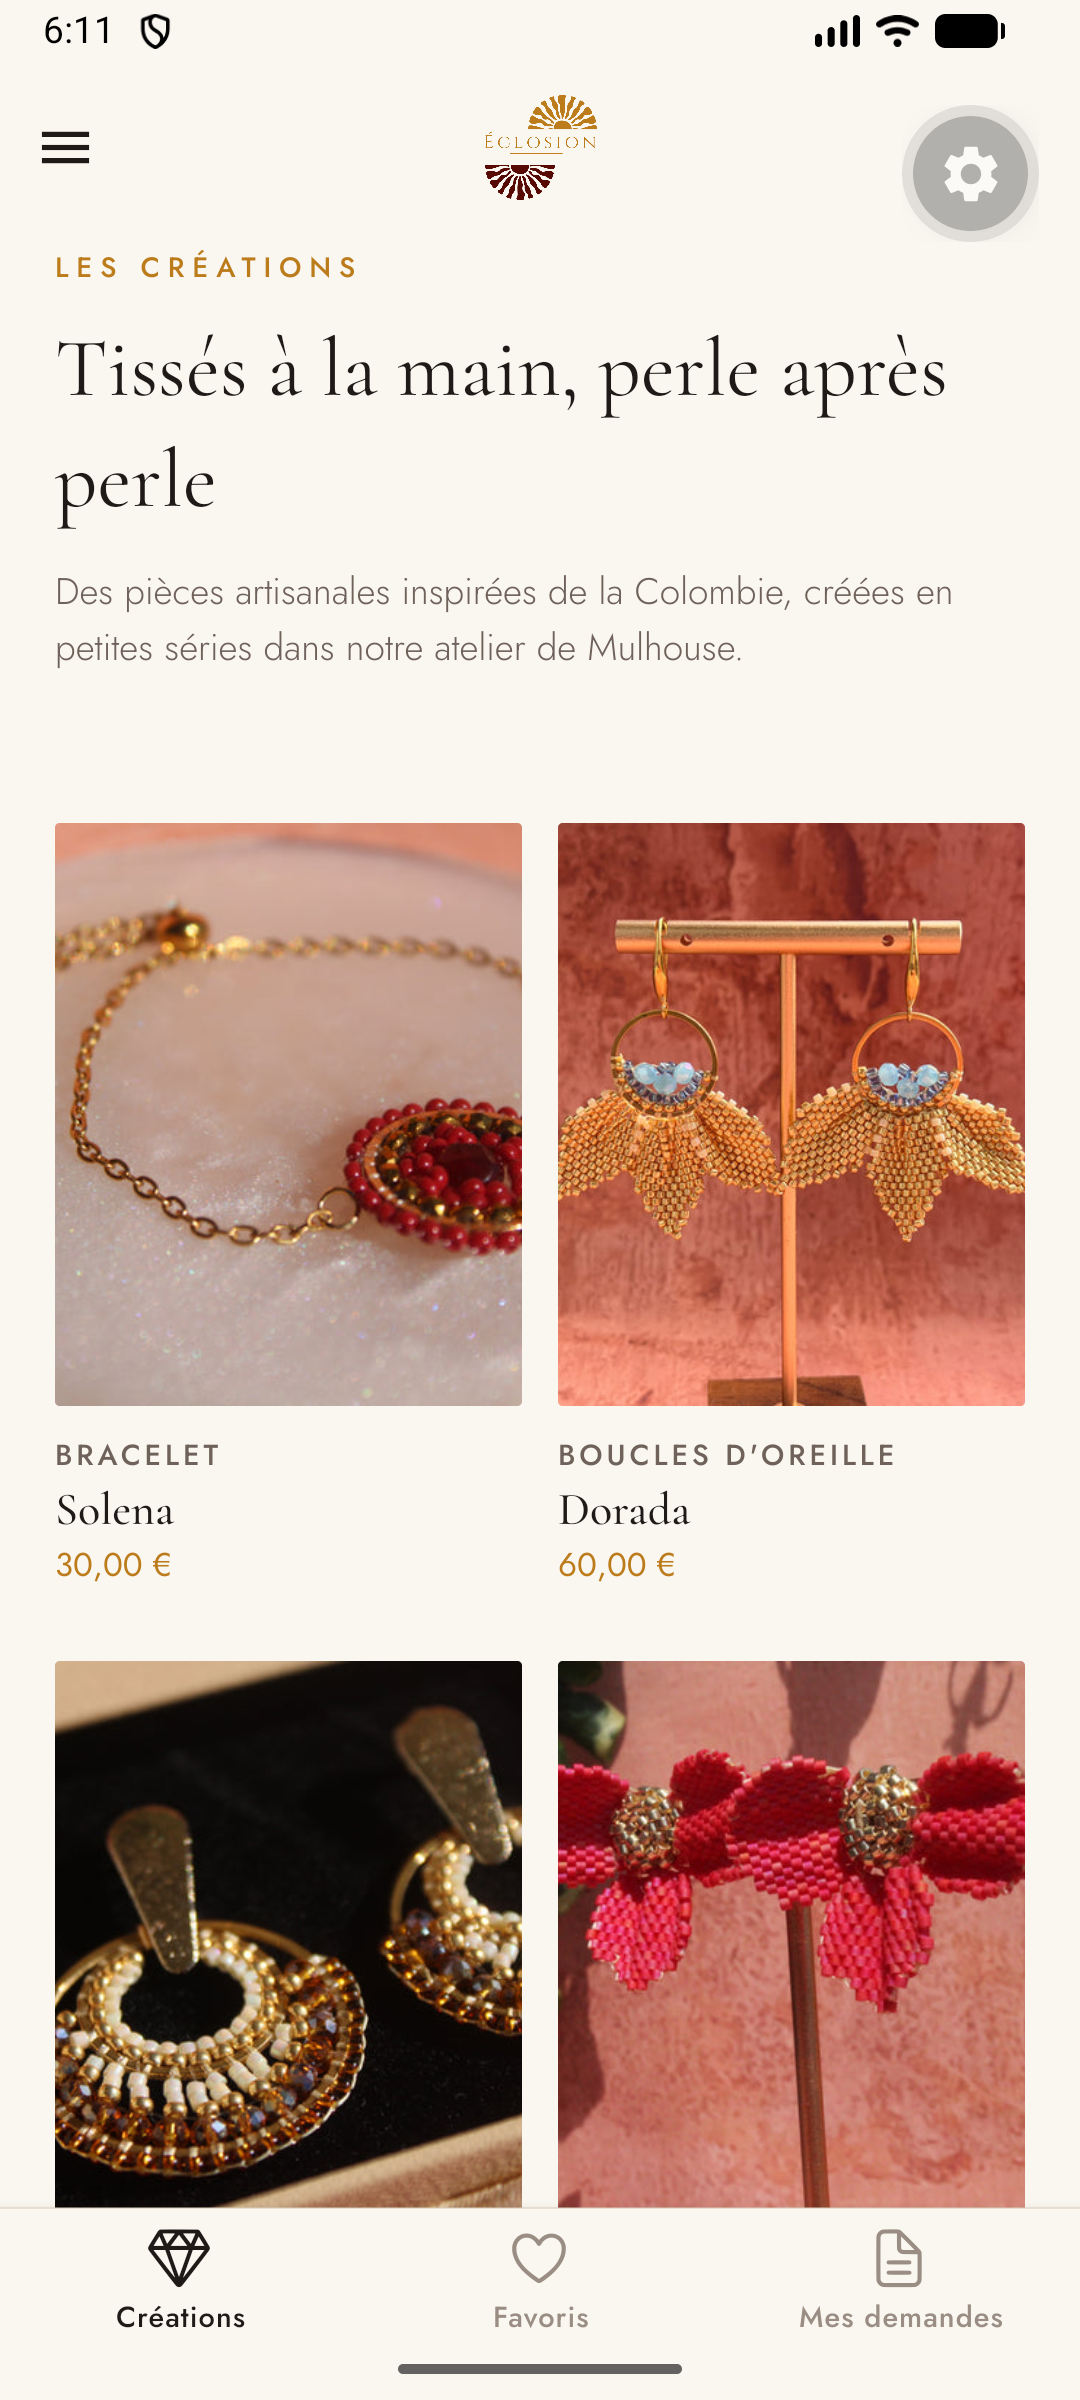 6:11
ÉCLOSION
LES CRÉATIONS
Tissés à la main, perle après
perle
Des pièces artisanales inspirées de la Colombie, créées en
petites séries dans notre atelier de Mulhouse.
BRACELET
Solena
30,00 €
BOUCLES D'OREILLE
Dorada
60,00 €
Créations
Favoris
Mes demandes